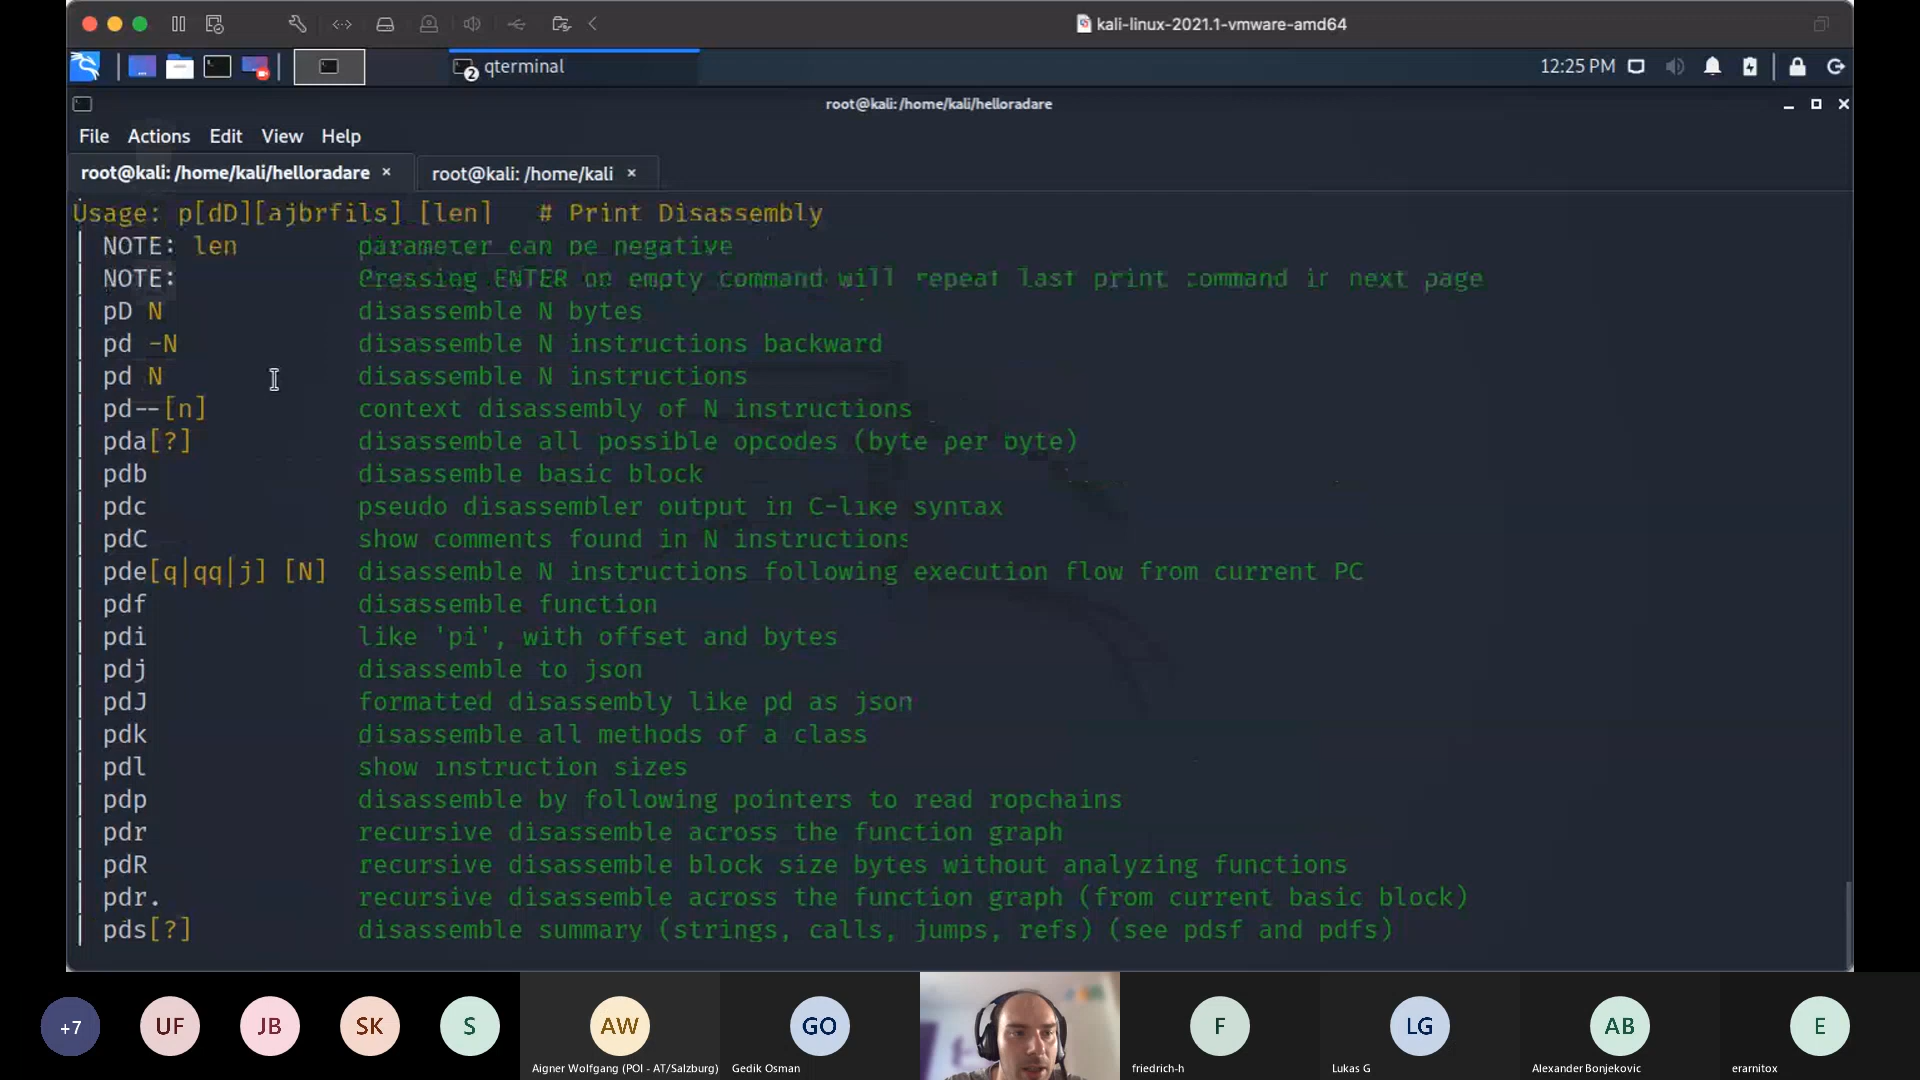 kali-linux-2021.1-vmware-amd64
2 qterminal
12:25 PM
root@kali: /home/kali/helloradare
File Actions Edit View Help
root@kali: /home/kali/helloradare × root@kali: /home/kali ×
Usage: p[dD][ajbrfils] [len] # Print Disassembly
| NOTE: len parameter can be negative
| NOTE: Pressing ENTER on empty command will repeat last print command in next page
| pD N disassemble N bytes
| pd -N disassemble N instructions backward
| pd N disassemble N instructions
| pd--[n] context disassembly of N instructions
| pda[?] disassemble all possible opcodes (byte per byte)
| pdb disassemble basic block
| pdc pseudo disassembler output in C-like syntax
| pdC show comments found in N instructions
| pde[q|qq|j] [N] disassemble N instructions following execution flow from current PC
| pdf disassemble function
| pdi like 'pi', with offset and bytes
| pdj disassemble to json
| pdJ formatted disassembly like pd as json
| pdk disassemble all methods of a class
| pdl show instruction sizes
| pdp disassemble by following pointers to read ropchains
| pdr recursive disassemble across the function graph
| pdR recursive disassemble block size bytes without analyzing functions
| pdr. recursive disassemble across the function graph (from current basic block)
| pds[?] disassemble summary (strings, calls, jumps, refs) (see pdsf and pdfs)
+7 UF JB SK S AW GO F LG AB E
Aigner Wolfgang (POI - AT/Salzburg) Gedik Osman friedrich-h Lukas G Alexander Bonjekovic erarnitox